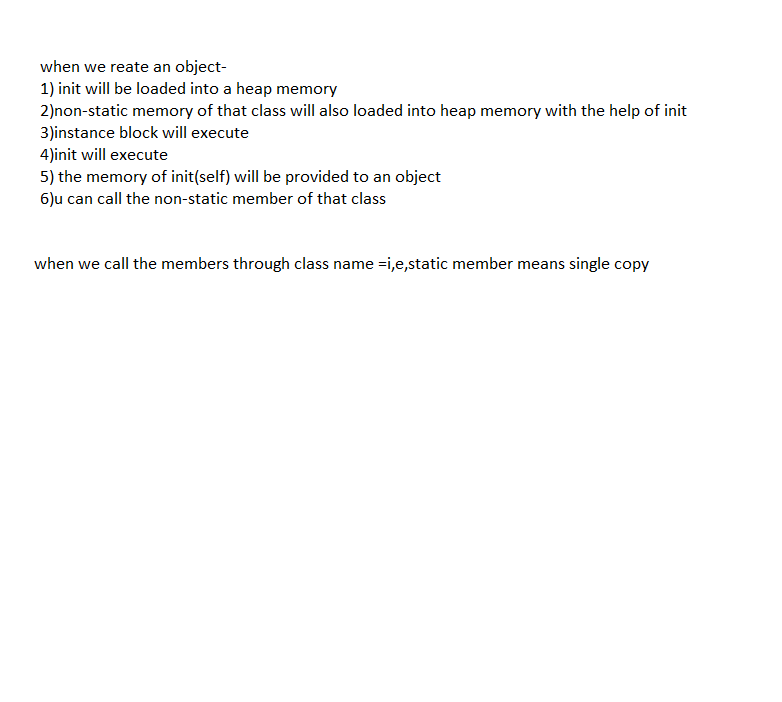 when we reate an object-
1) init will be loaded into a heap memory
2)non-static memory of that class will also loaded into heap memory with the help of init
3)instance block will execute
4)init will execute
5) the memory of init(self) will be provided to an object
6)u can call the non-static member of that class
when we call the members through class name =i,e,static member means single copy